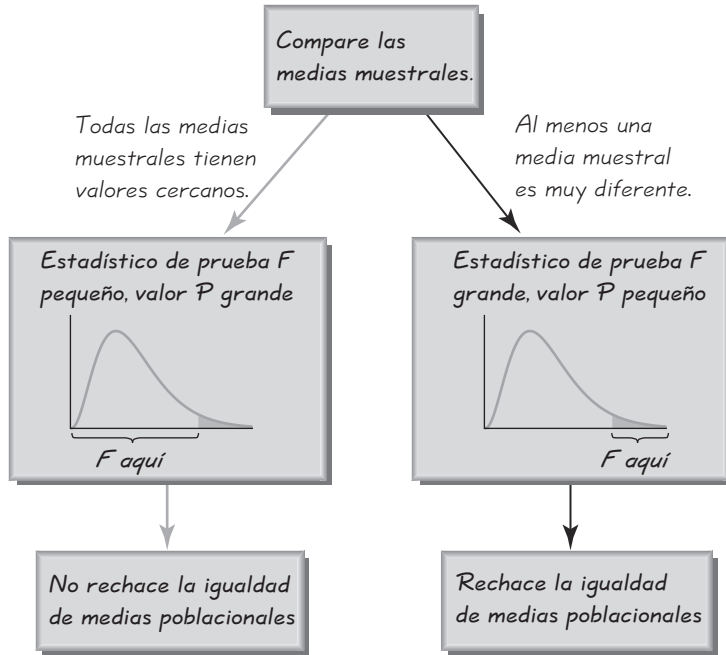 Compare las
medias muestrales.
Todas las medias
muestrales tienen
valores cercanos.
Al menos una
media muestral
es muy diferente.
Estadístico de prueba F
pequeño, valor P grande
F aquí
No rechace la igualdad
de medias poblacionales
Estadístico de prueba F
grande, valor P pequeño
F aquí
Rechace la igualdad
de medias poblacionales